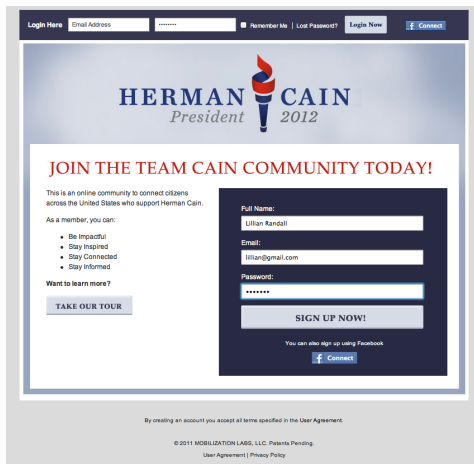 Login Here Email Address •••••••• Remember Me | Lost Password? Login Now f Connect
HERMAN CAIN
President 2012
JOIN THE TEAM CAIN COMMUNITY TODAY!
This is an online community to connect citizens
across the United States who support Herman Cain.
As a member, you can:
• Be Impactful
• Stay Inspired
• Stay Connected
• Stay Informed
Want to learn more?
TAKE OUR TOUR
Full Name:
Lillian Randall
Email:
lillian@gmail.com
Password:
•••••••
SIGN UP NOW!
You can also sign up using Facebook
f Connect
By creating an account you accept all terms specified in the User Agreement.
© 2011 MOBILIZATION LABS, LLC. Patents Pending.
User Agreement | Privacy Policy